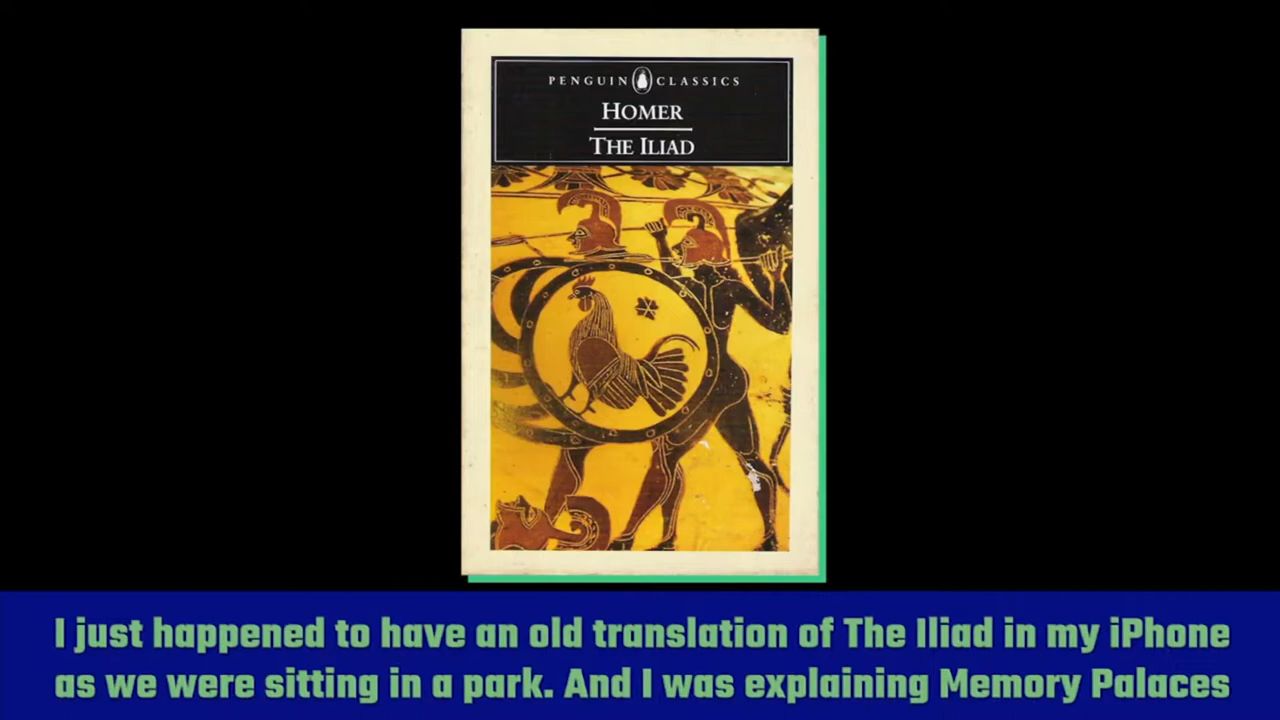 PENGUIN CLASSICS
HOMER
THE ILIAD
I just happened to have an old translation of The Iliad in my iPhone
as we were sitting in a park. And I was explaining Memory Palaces